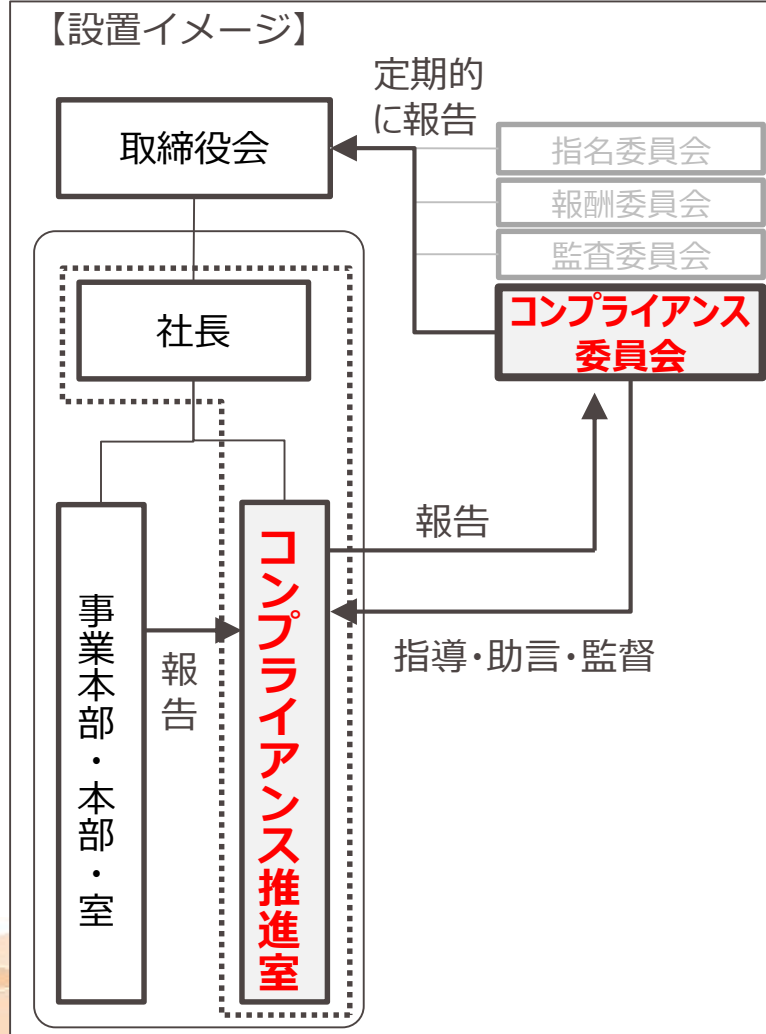 【設置イメージ】
定期的
に報告
取締役会
指名委員会
報酬委員会
監査委員会
コンプライアンス
委員会
社長
報告
事業本部・本部・室
報告
コンプライアンス推進室
指導・助言・監督